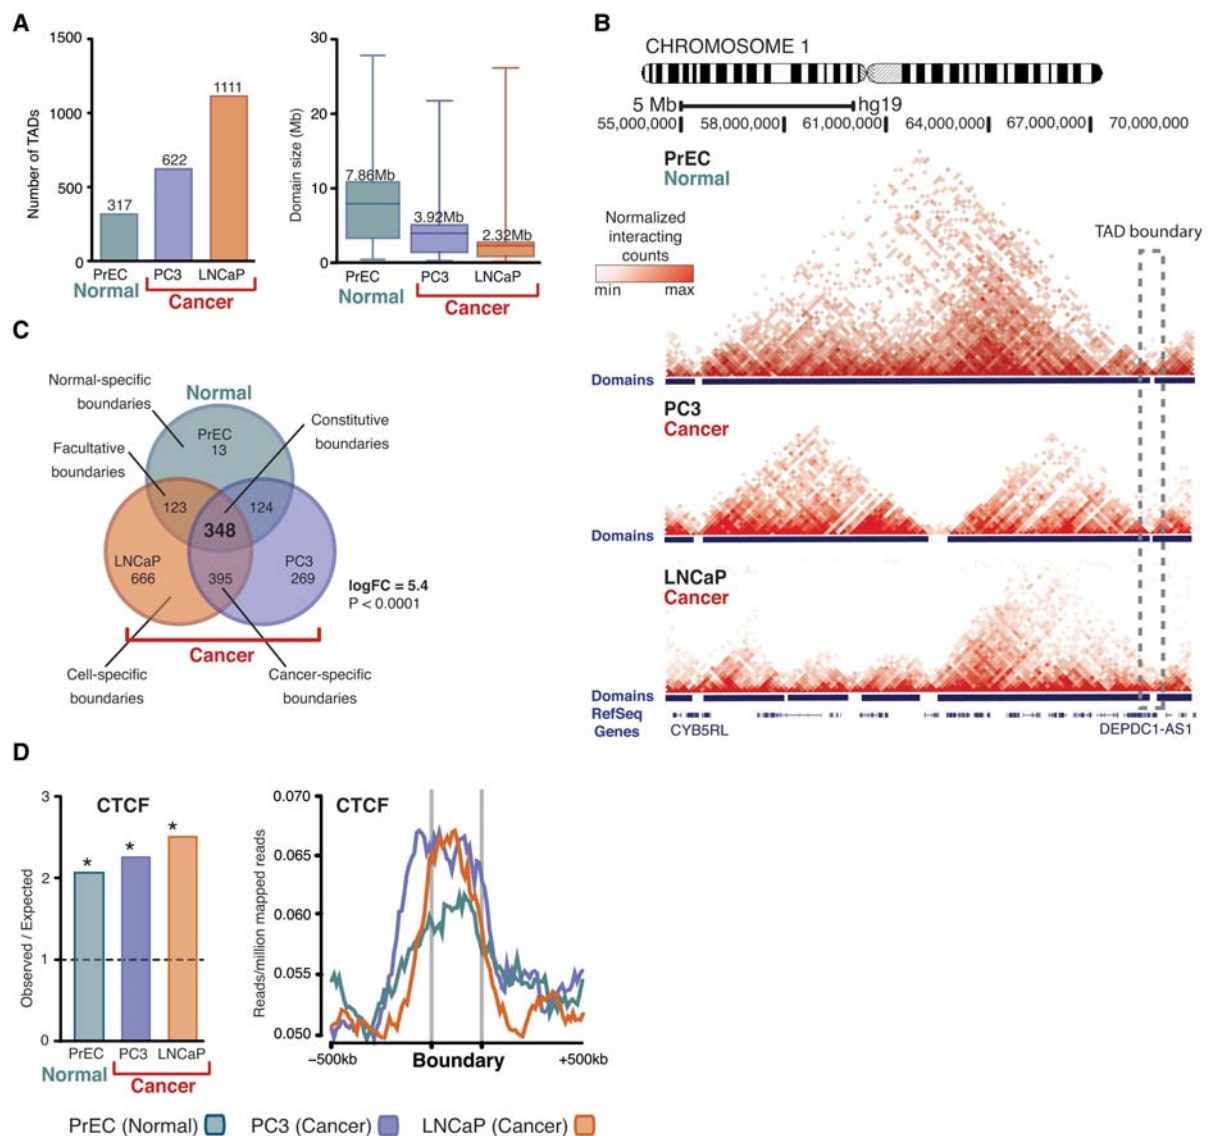 A
1500
1000
500
0
Number of TADs
317
622
1111
PrEC
PC3
LNCaP
Normal
Cancer
30
20
10
0
Domain size (Mb)
7.86Mb
3.92Mb
2.32Mb
PrEC
PC3
LNCaP
Normal
Cancer
B
CHROMOSOME 1
5 Mb
hg19
55,000,000
58,000,000
61,000,000
64,000,000
67,000,000
70,000,000
PrEC
Normal
Normalized
interacting
counts
min
max
TAD boundary
Domains
PC3
Cancer
Domains
LNCaP
Cancer
Domains
RefSeq
Genes
CYB5RL
DEPDC1-AS1
C
Normal-specific
boundaries
Normal
Constitutive
boundaries
Facultative
boundaries
PrEC
13
123
124
348
LNCaP
666
395
PC3
269
logFC = 5.4
P < 0.0001
Cancer
Cell-specific
boundaries
Cancer-specific
boundaries
D
3
2
1
0
Observed / Expected
CTCF
*
*
*
PrEC
PC3
LNCaP
Normal
Cancer
0.070
0.065
0.060
0.055
0.050
Reads/million mapped reads
CTCF
−500kb
Boundary
+500kb
PrEC (Normal)
PC3 (Cancer)
LNCaP (Cancer)